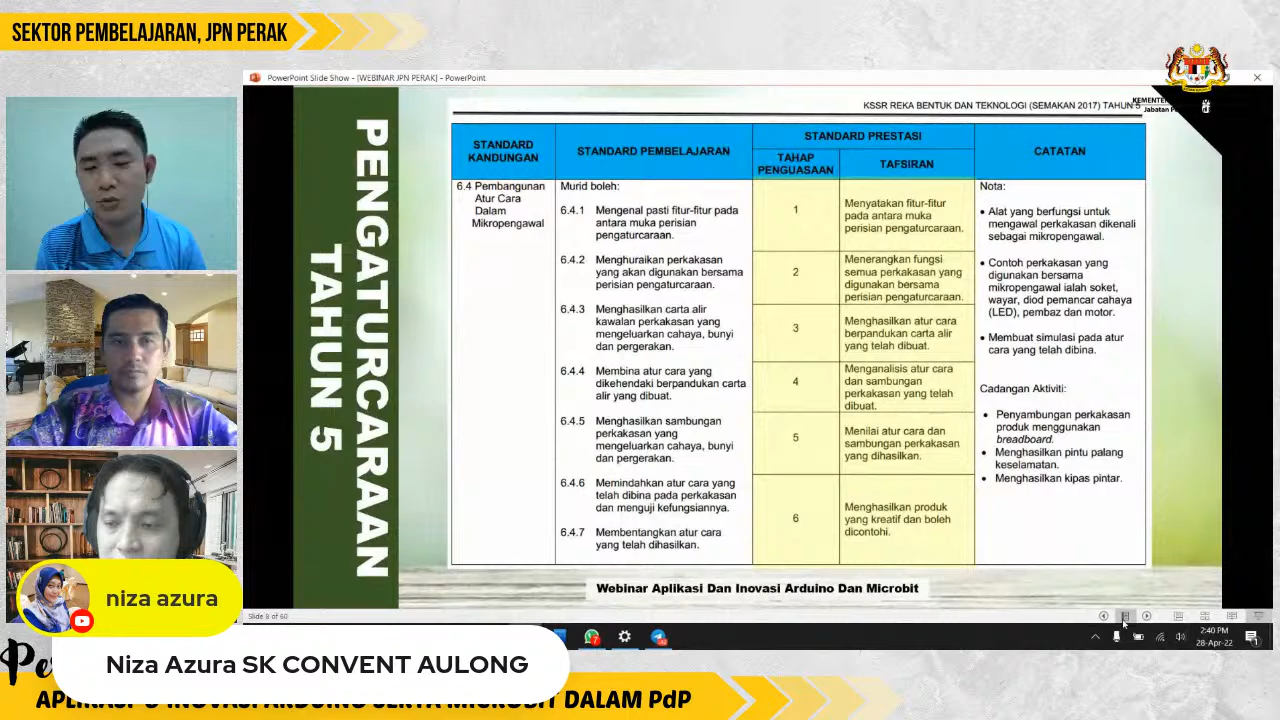 SEKTOR PEMBELAJARAN, JPN PERAK
PowerPoint Slide Show - [WEBINAR JPN PERAK] - PowerPoint
PENGATURCARAAN
TAHUN 5
KSSR REKA BENTUK DAN TEKNOLOGI (SEMAKAN 2017) TAHUN 5
STANDARD
KANDUNGAN
STANDARD PEMBELAJARAN
STANDARD PRESTASI
TAHAP
PENGUASAAN
TAFSIRAN
CATATAN
6.4 Pembangunan
Atur Cara
Dalam
Mikropengawal
Murid boleh:
6.4.1 Mengenal pasti fitur-fitur pada
antara muka perisian
pengaturcaraan.
6.4.2 Menghuraikan perkakasan
yang akan digunakan bersama
perisian pengaturcaraan.
6.4.3 Menghasilkan carta alir
kawalan perkakasan yang
mengeluarkan cahaya, bunyi
dan pergerakan.
6.4.4 Membina atur cara yang
dikehendaki berpandukan carta
alir yang dibuat.
6.4.5 Menghasilkan sambungan
perkakasan yang
mengeluarkan cahaya, bunyi
dan pergerakan.
6.4.6 Memindahkan atur cara yang
telah dibina pada perkakasan
dan menguji kefungsiannya.
6.4.7 Membentangkan atur cara
yang telah dihasilkan.
1
Menyatakan fitur-fitur
pada antara muka
perisian pengaturcaraan.
2
Menerangkan fungsi
semua perkakasan yang
digunakan bersama
perisian pengaturcaraan.
3
Menghasilkan atur cara
berpandukan carta alir
yang telah dibuat.
4
Menganalisis atur cara
dan sambungan
perkakasan yang telah
dibuat.
5
Menilai atur cara dan
sambungan perkakasan
yang dihasilkan.
6
Menghasilkan produk
yang kreatif dan boleh
dicontohi.
Nota:
• Alat yang berfungsi untuk
mengawal perkakasan dikenali
sebagai mikropengawal.
• Contoh perkakasan yang
digunakan bersama
mikropengawal ialah soket,
wayar, diod pemancar cahaya
(LED), pembaz dan motor.
• Membuat simulasi pada atur
cara yang telah dibina.
Cadangan Aktiviti:
• Penyambungan perkakasan
produk menggunakan
breadboard.
• Menghasilkan pintu palang
keselamatan.
• Menghasilkan kipas pintar.
Webinar Aplikasi Dan Inovasi Arduino Dan Microbit
Slide 9 of 60
2:40 PM
28-Apr-22
niza azura
Niza Azura SK CONVENT AULONG
DALAM PdP